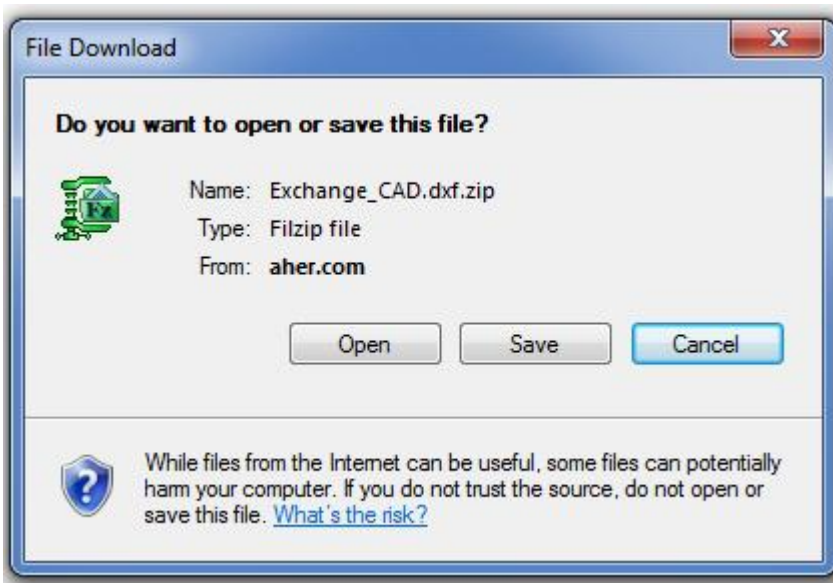 File Download
Do you want to open or save this file?
Fz
Name: Exchange_CAD.dxf.zip
Type: Filzip file
From: aher.com
Open Save Cancel
While files from the Internet can be useful, some files can potentially
harm your computer. If you do not trust the source, do not open or
save this file. What's the risk?